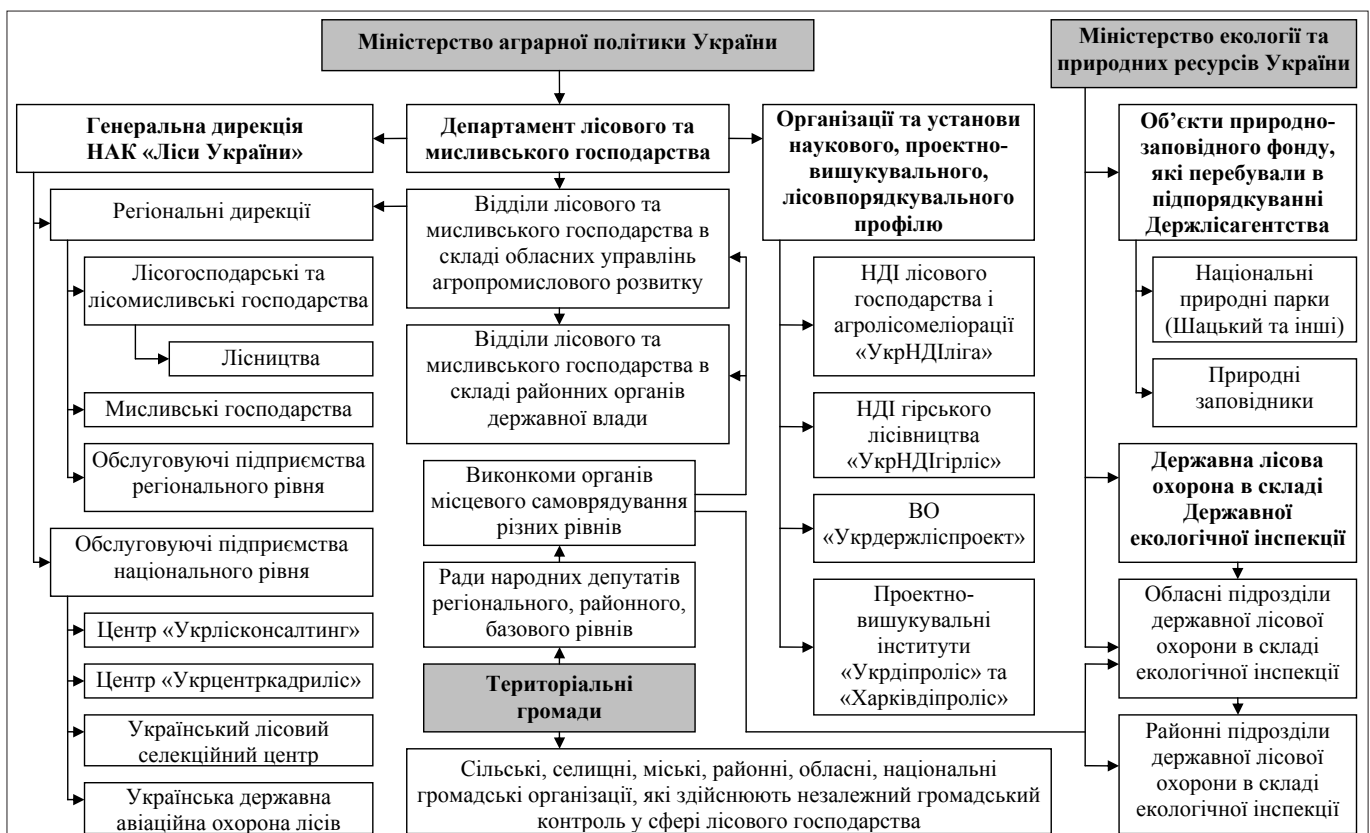 Міністерство аграрної політики України
Міністерство екології та
природних ресурсів України
Генеральна дирекція
НАК «Ліси України»
Департамент лісового та
мисливського господарства
Організації та установи
наукового, проектно-
вишукувального,
лісовпорядкувального
профілю
Об’єкти природно-
заповідного фонду,
які перебували в
підпорядкуванні
Держлісагентства
Регіональні дирекції
Лісогосподарські та
лісомисливські господарства
Лісництва
Мисливські господарства
Обслуговуючі підприємства
регіонального рівня
Обслуговуючі підприємства
національного рівня
Центр «Укрлісконсалтинг»
Центр «Укрцентркадриліс»
Український лісовий
селекційний центр
Українська державна
авіаційна охорона лісів
Відділи лісового та
мисливського господарства в
складі обласних управлінь
агропромислового розвитку
Відділи лісового та
мисливського господарства в
складі районних органів
державної влади
Виконкоми органів
місцевого самоврядування
різних рівнів
Ради народних депутатів
регіонального, районного,
базового рівнів
Територіальні
громади
Сільські, селищні, міські, районні, обласні, національні
громадські організації, які здійснюють незалежний громадський
контроль у сфері лісового господарства
НДІ лісового
господарства і
агролісомеліорації
«УкрНДІліга»
НДІ гірського
лісівництва
«УкрНДІгірліс»
ВО
«Укрдержліспроект»
Проектно-
вишукувальні
інститути
«Укрдіпроліс» та
«Харківдіпроліс»
Національні
природні парки
(Шацький та інші)
Природні
заповідники
Державна лісова
охорона в складі
Державної
екологічної інспекції
Обласні підрозділи
державної лісової
охорони в складі
екологічної інспекції
Районні підрозділи
державної лісової
охорони в складі
екологічної інспекції